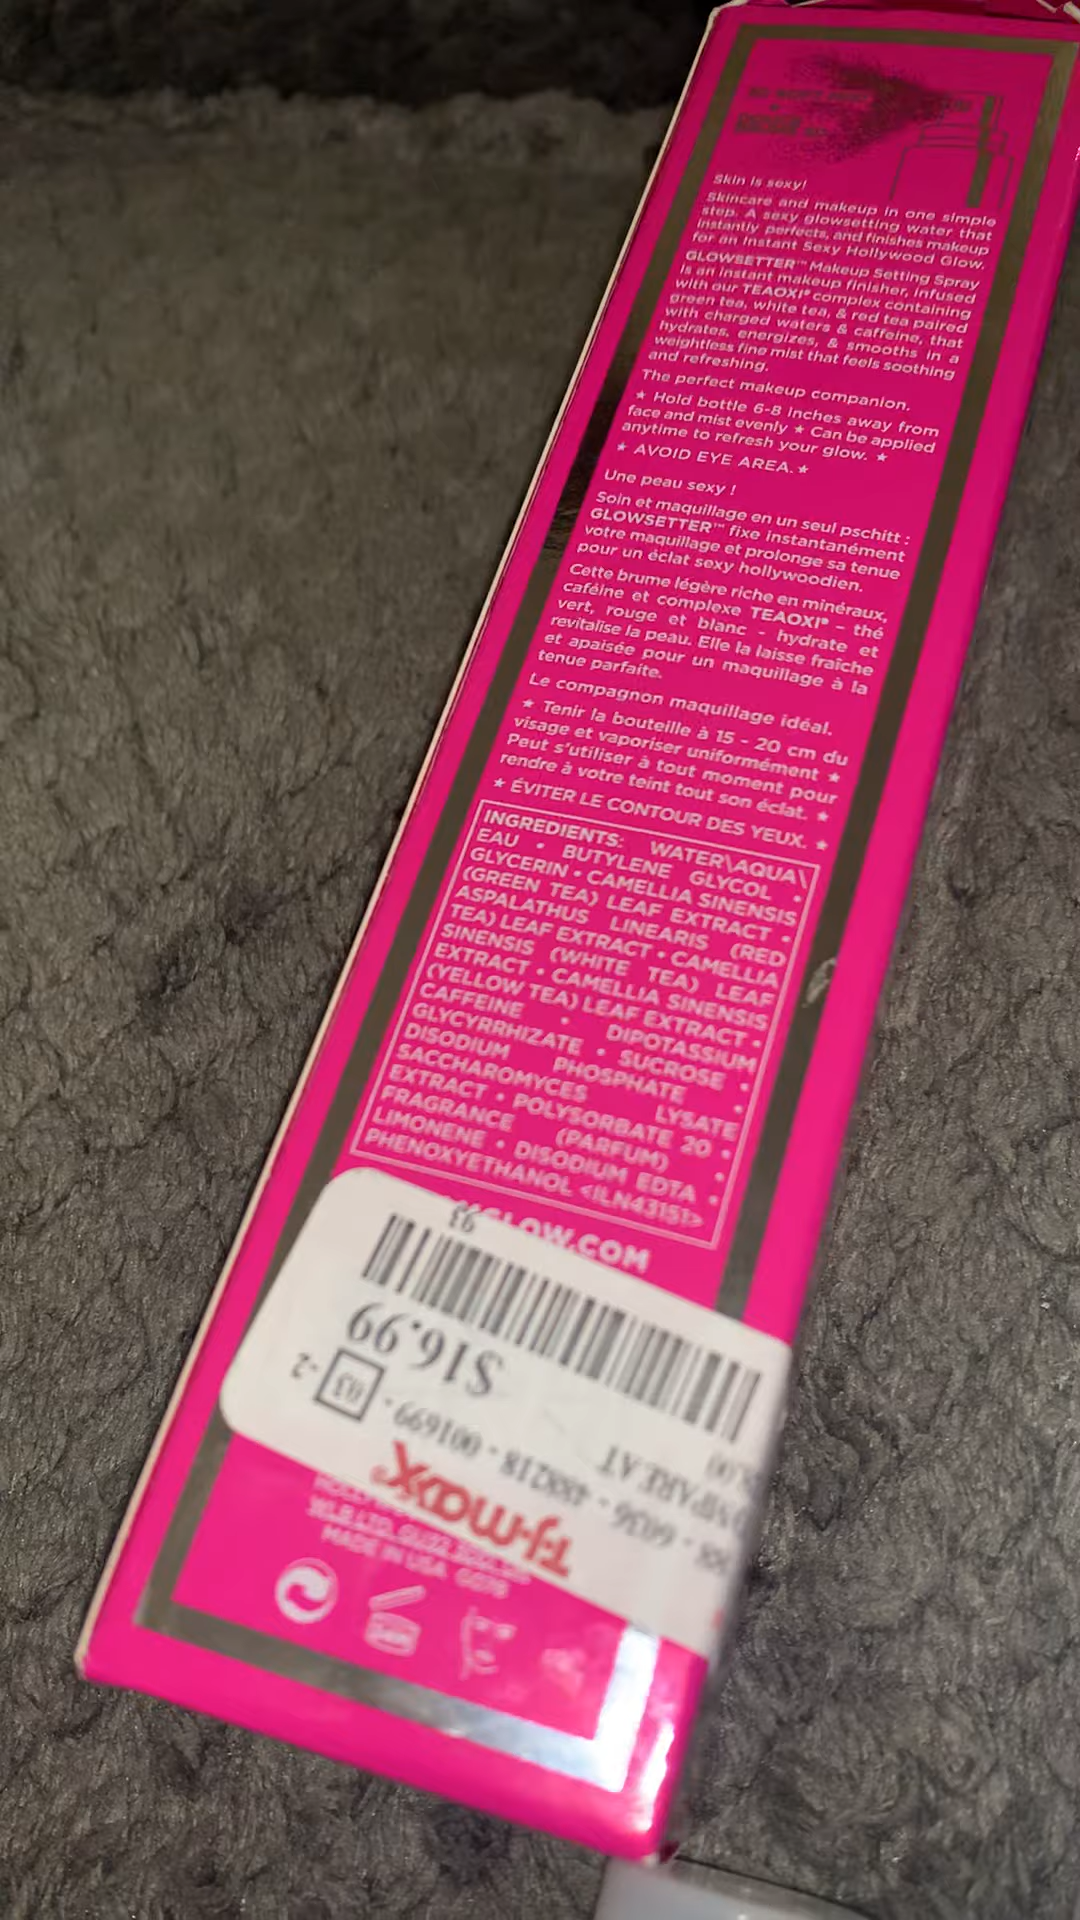 Skin is sexy!
Skincare and makeup in one simple
step. A sexy glowsetting water that
instantly perfects, and finishes makeup
for an Instant Sexy Hollywood Glow.
GLOWSETTER™ Makeup Setting Spray
is an instant makeup finisher, infused
with our TEAOXI® complex containing
green tea, white tea, & red tea paired
with charged waters & caffeine, that
hydrates, energizes, & smooths in a
weightless fine mist that feels soothing
and refreshing.
The perfect makeup companion.
★ Hold bottle 6-8 inches away from
face and mist evenly ★ Can be applied
anytime to refresh your glow. ★
★ AVOID EYE AREA. ★
Une peau sexy !
Soin et maquillage en un seul pschitt :
GLOWSETTER™ fixe instantanément
votre maquillage et prolonge sa tenue
pour un éclat sexy hollywoodien.
Cette brume légère riche en minéraux,
caféine et complexe TEAOXI® - thé
vert, rouge et blanc - hydrate et
revitalise la peau. Elle la laisse fraîche
et apaisée pour un maquillage à la
tenue parfaite.
Le compagnon maquillage idéal.
★ Tenir la bouteille à 15 - 20 cm du
visage et vaporiser uniformément ★
Peut s'utiliser à tout moment pour
rendre à votre teint tout son éclat. ★
★ ÉVITER LE CONTOUR DES YEUX. ★
INGREDIENTS: WATER\AQUA\
EAU • BUTYLENE GLYCOL •
GLYCERIN • CAMELLIA SINENSIS
(GREEN TEA) LEAF EXTRACT •
ASPALATHUS LINEARIS (RED
TEA) LEAF EXTRACT • CAMELLIA
SINENSIS (WHITE TEA) LEAF
EXTRACT • CAMELLIA SINENSIS
(YELLOW TEA) LEAF EXTRACT •
CAFFEINE • DIPOTASSIUM
GLYCYRRHIZATE • SUCROSE •
DISODIUM PHOSPHATE •
SACCHAROMYCES LYSATE
EXTRACT • POLYSORBATE 20 •
FRAGRANCE (PARFUM) •
LIMONENE • DISODIUM EDTA •
PHENOXYETHANOL <ILN43151>
GLOW.COM
93
$16.99
03 -2
6036 - 488218 - 001699 -
T·J·maxx®
MADE IN USA